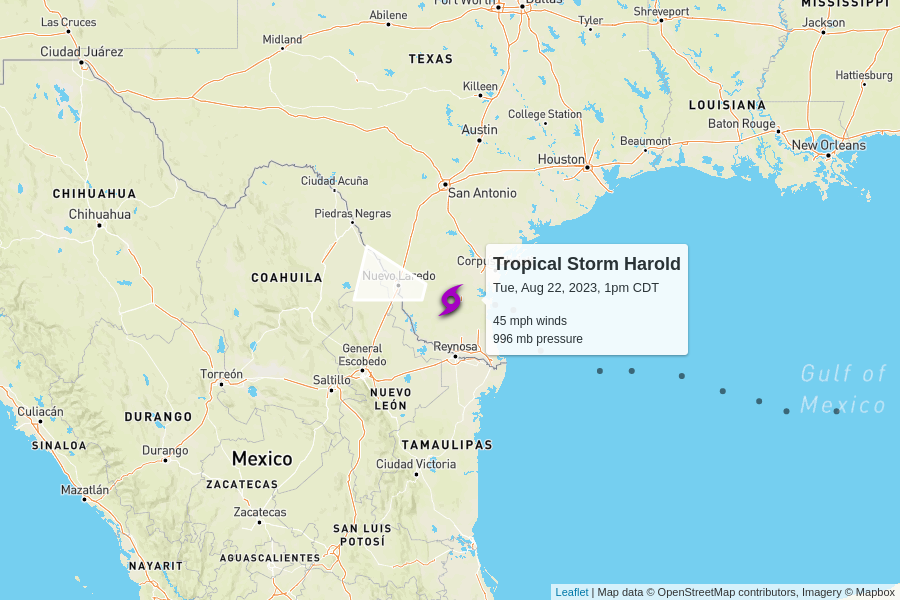 MISSISSIPPI
Fort Worth
Dallas
Shreveport
Abilene
Tyler
Jackson
Las Cruces
Midland
Ciudad Juárez
TEXAS
Hattiesburg
Killeen
LOUISIANA
College Station
Baton Rouge
Austin
Beaumont
New Orleans
Houston
Ciudad Acuña
San Antonio
CHIHUAHUA
Chihuahua
Piedras Negras
Corpu
Tropical Storm Harold
COAHUILA
Nuevo Laredo
Tue, Aug 22, 2023, 1pm CDT
45 mph winds
996 mb pressure
Reynosa
General
Escobedo
Torreón
Saltillo
Gulf of
Mexico
NUEVO
LEÓN
Culiacán
DURANGO
SINALOA
TAMAULIPAS
Durango
Mexico
Ciudad Victoria
ZACATECAS
Mazatlán
Zacatecas
SAN LUIS
POTOSÍ
AGUASCALIENTES
NAYARIT
Leaflet | Map data © OpenStreetMap contributors, Imagery © Mapbox